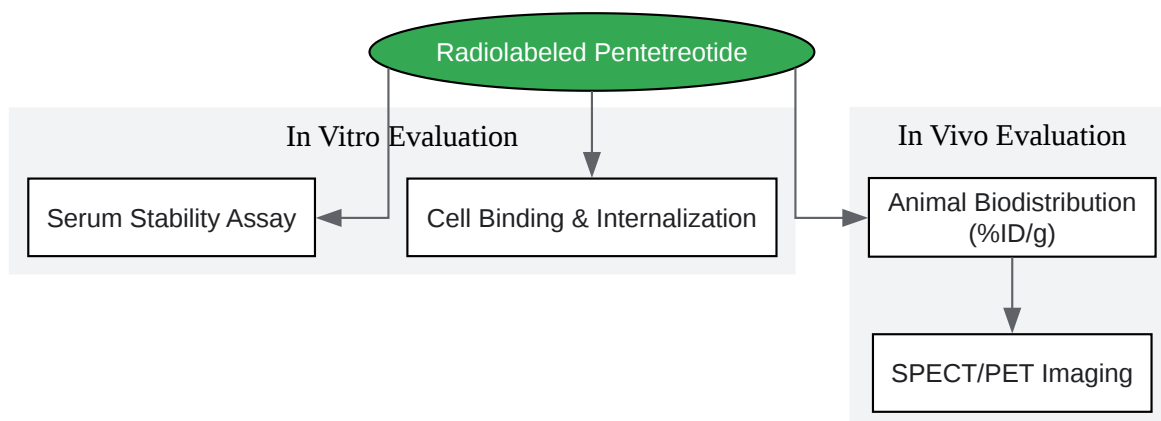 Radiolabeled Pentetreotide
In Vitro Evaluation
In Vivo Evaluation
Serum Stability Assay
Cell Binding & Internalization
Animal Biodistribution
(%ID/g)
SPECT/PET Imaging